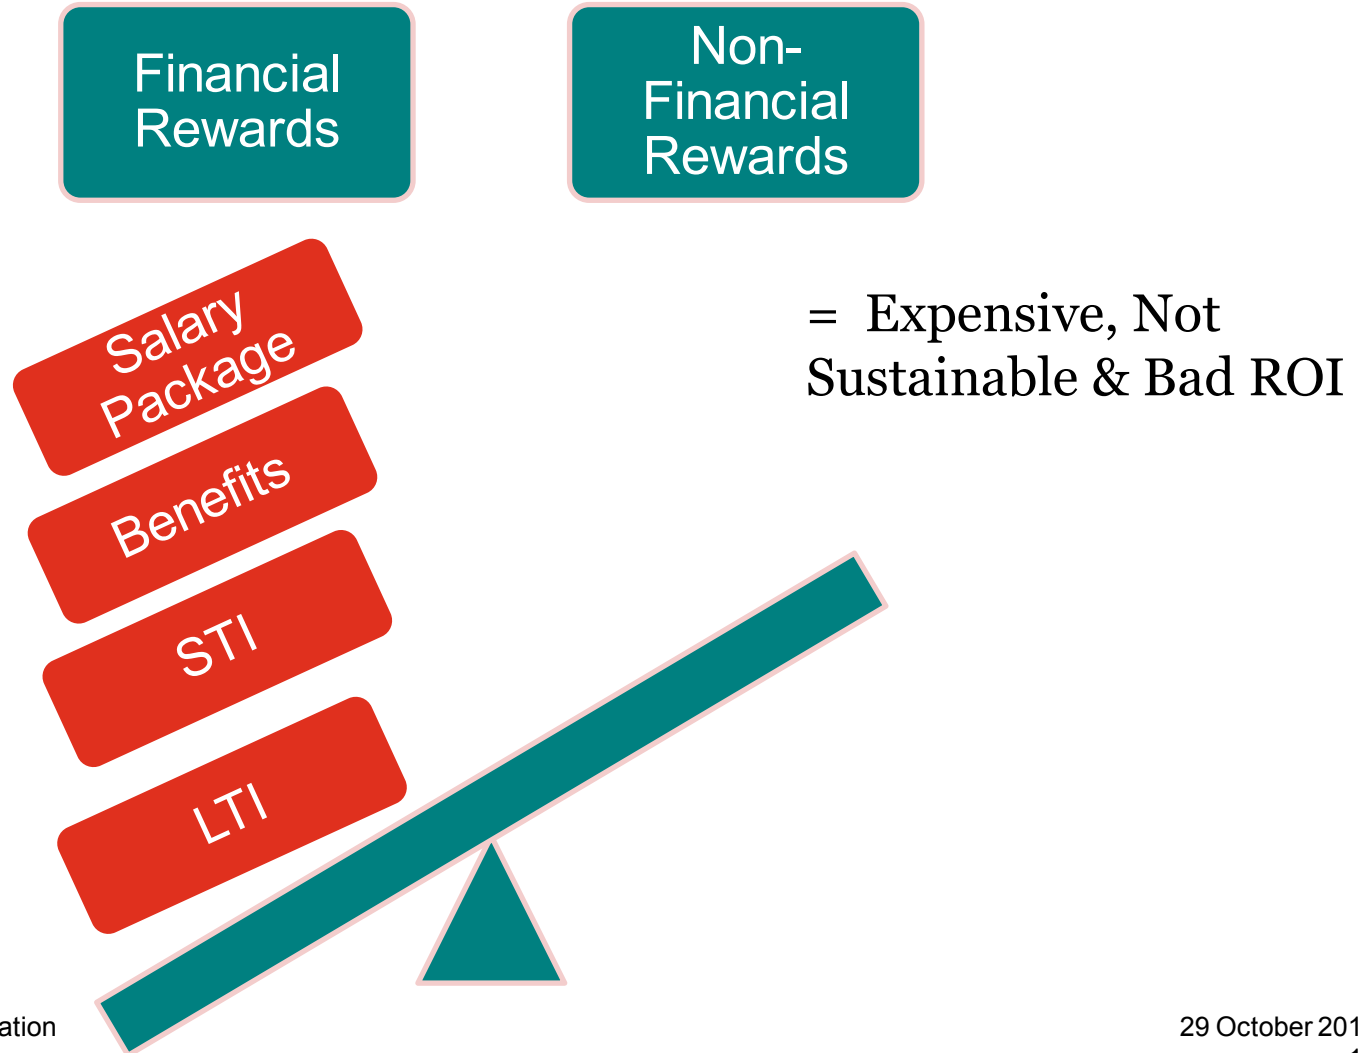 Financial
Rewards
Non-
Financial
Rewards
Salary
Package
Benefits
STI
LTI
= Expensive, Not
Sustainable & Bad ROI
ation
29 October 201